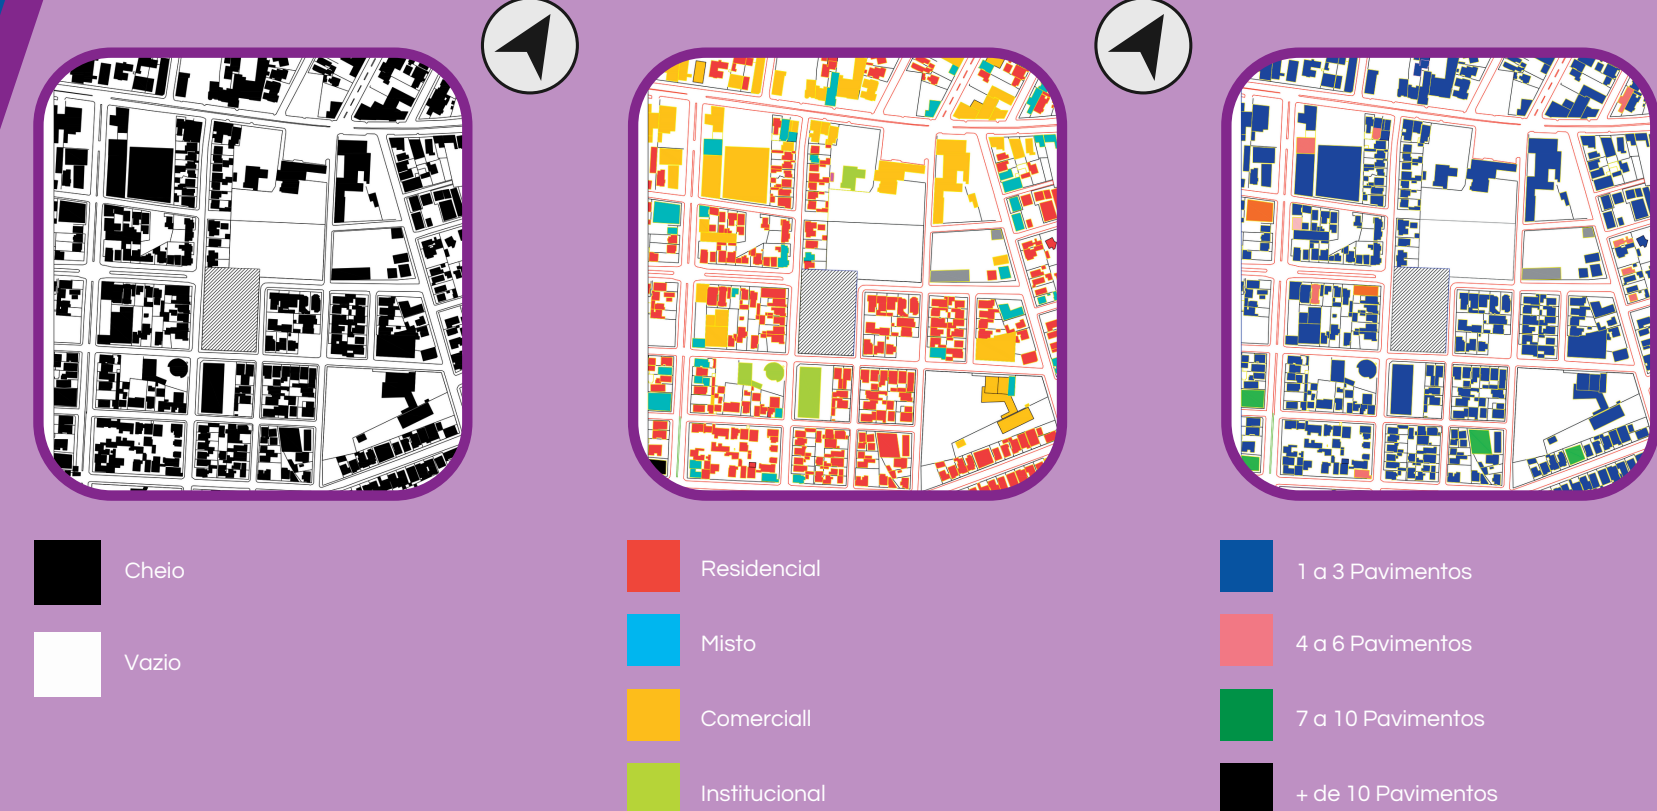 Cheio
Vazio
Residencial
Misto
Comerciall
Institucional
1 a 3 Pavimentos
4 a 6 Pavimentos
7 a 10 Pavimentos
+ de 10 Pavimentos